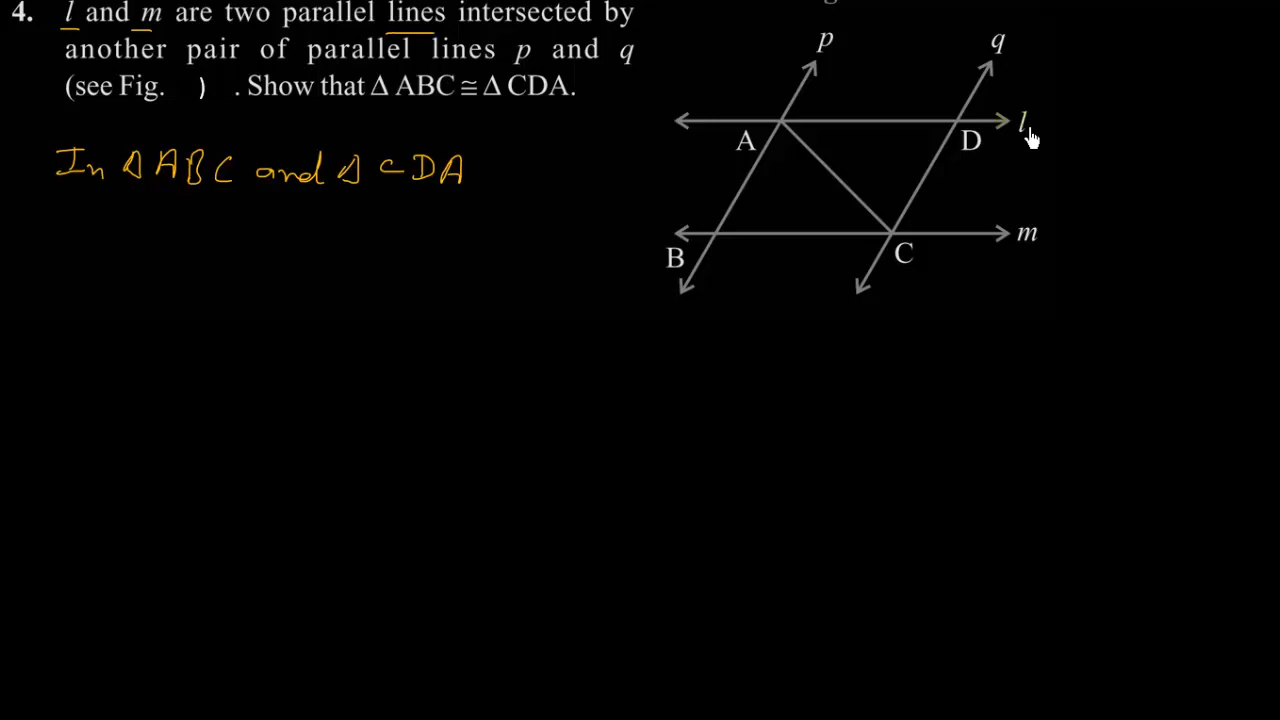 4. l and m are two parallel lines intersected by
another pair of parallel lines p and q
(see Fig. ) . Show that Δ ABC ≅ Δ CDA.
In Δ ABC and Δ CDA
p
q
A
D
l
B
C
m